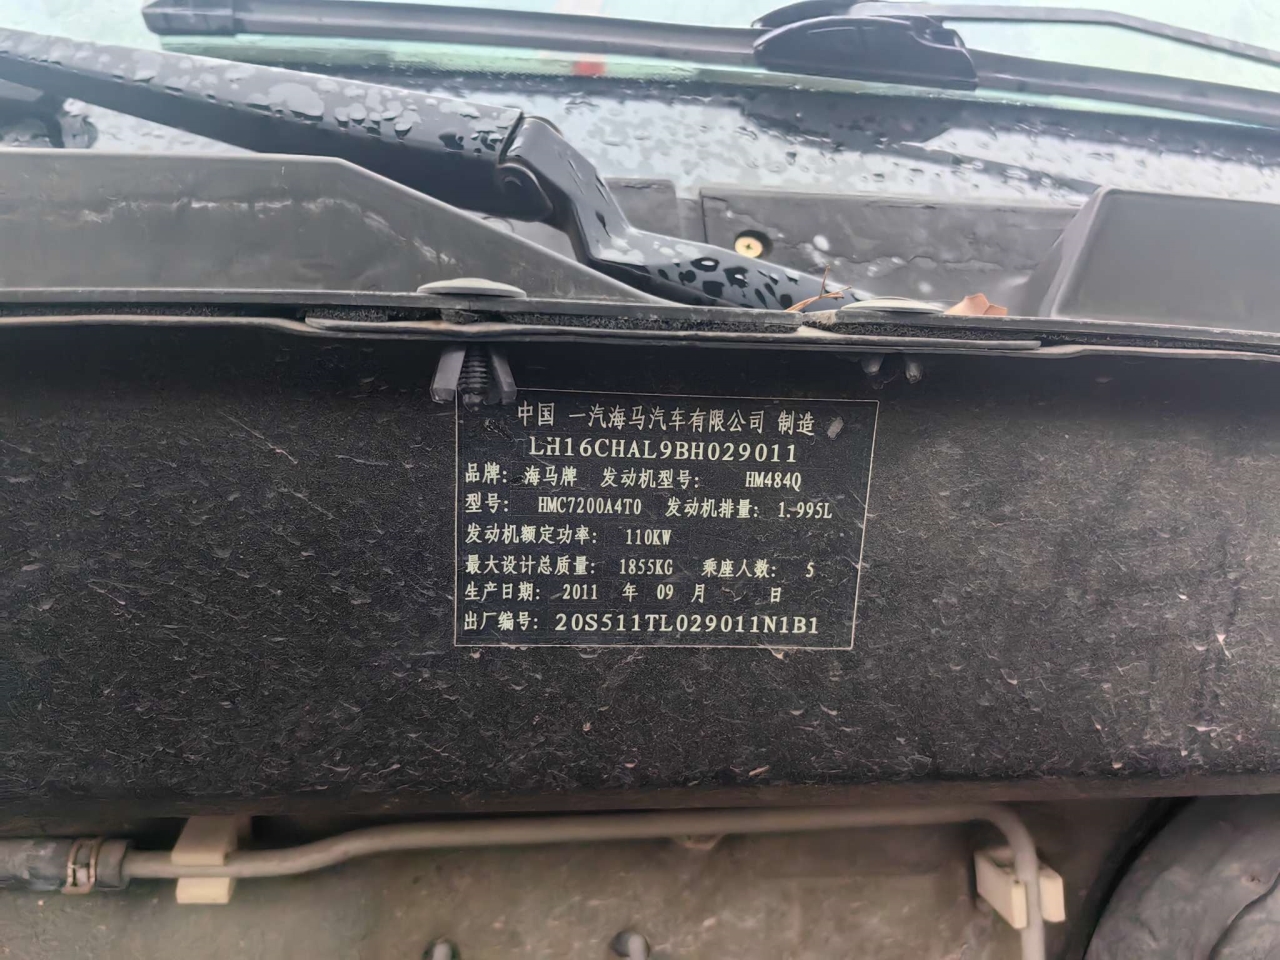 中国 一汽海马汽车有限公司 制造
LH16CHAL9BH029011
品牌: 海马牌 发动机型号: HM484Q
型号: HMC7200A4T0 发动机排量: 1.995L
发动机额定功率: 110KW
最大设计总质量: 1855KG 乘座人数: 5
生产日期: 2011 年 09 月 日
出厂编号: 20S511TL029011N1B1